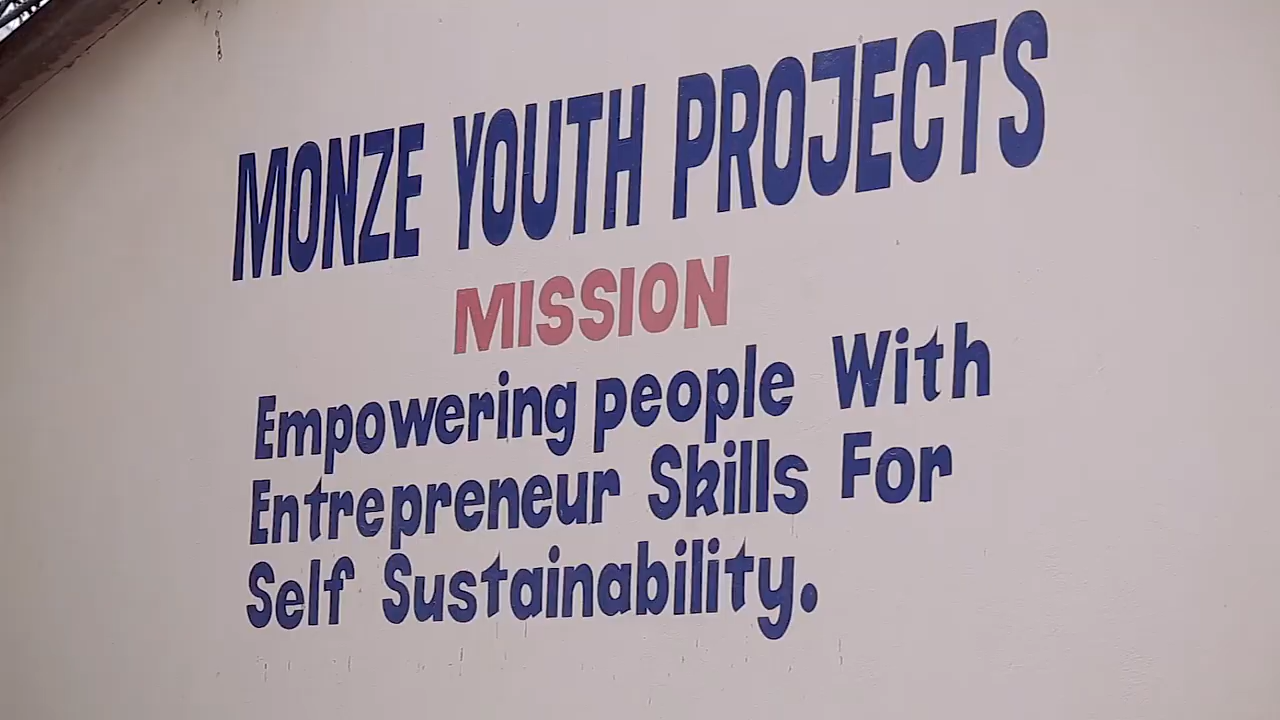 MONZE YOUTH PROJECTS
MISSION
Empowering people With
Entrepreneur Skills For
Self Sustainability.